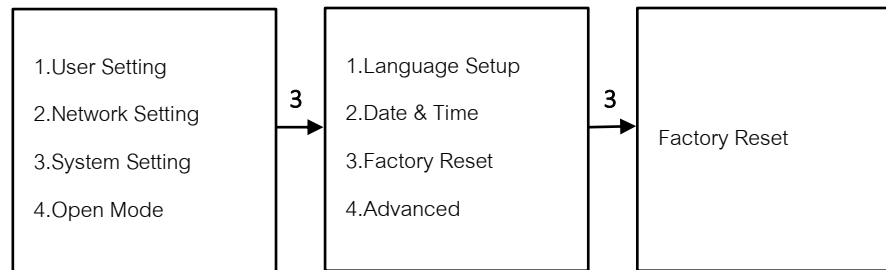 1.User Setting
2.Network Setting
3.System Setting
4.Open Mode
3
1.Language Setup
2.Date & Time
3.Factory Reset
4.Advanced
3
Factory Reset